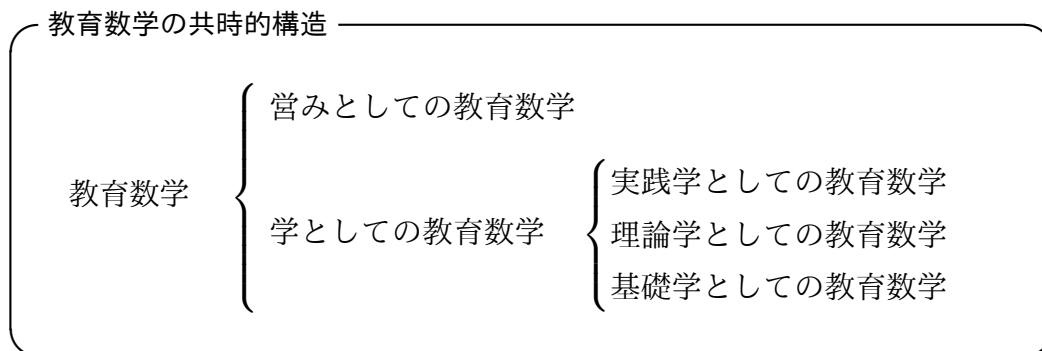 教育数学の共時的構造
営みとしての教育数学
教育数学
学としての教育数学
実践学としての教育数学
理論学としての教育数学
基礎学としての教育数学